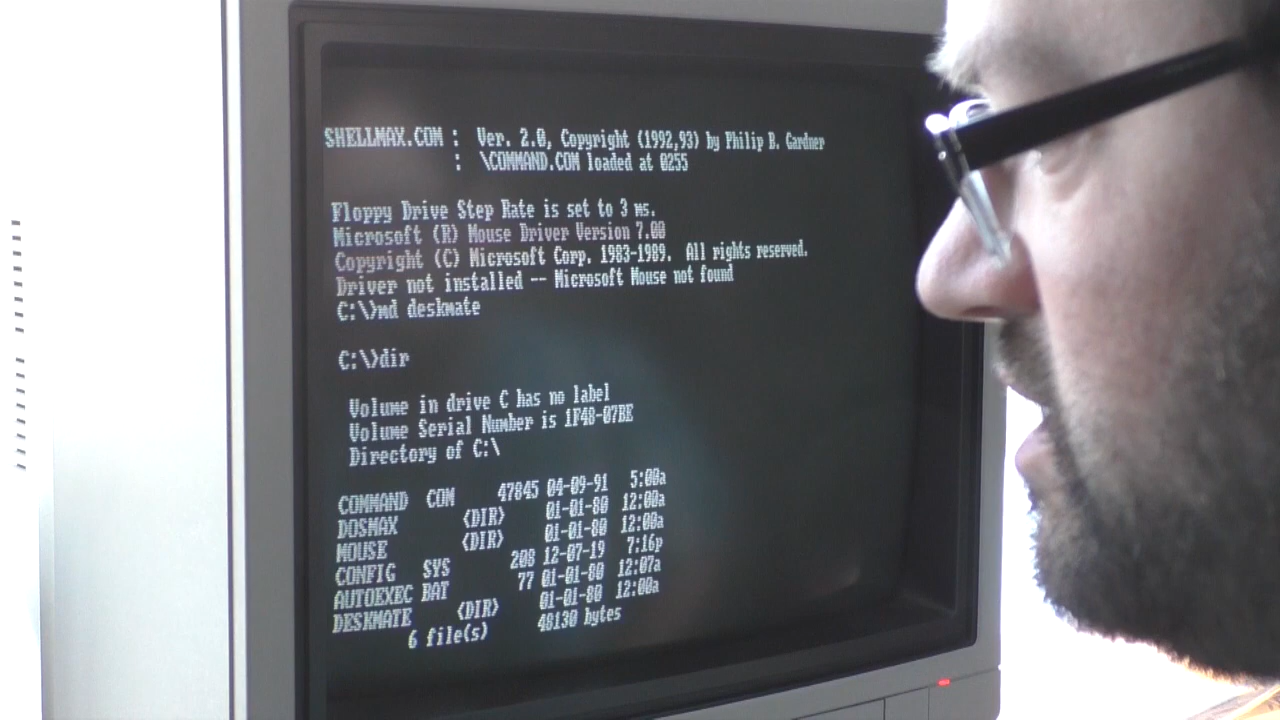 SHELLMAX.COM : Ver. 2.0, Copyright (1992,93) by Philip B. Gardner
: \COMMAND.COM loaded at 0255
Floppy Drive Step Rate is set to 3 ms.
Microsoft (R) Mouse Driver Version 7.00
Copyright (C) Microsoft Corp. 1983-1989. All rights reserved.
Driver not installed -- Microsoft Mouse not found
C:\>md deskmate
C:\>dir
Volume in drive C has no label
Volume Serial Number is 1F48-07BE
Directory of C:\
COMMAND COM 47845 04-09-91 5:00a
DOSMAX <DIR> 01-01-80 12:00a
MOUSE <DIR> 01-01-80 12:00a
CONFIG SYS 208 12-07-19 7:16p
AUTOEXEC BAT 77 01-01-80 12:07a
DESKMATE <DIR> 01-01-80 12:00a
6 file(s) 48130 bytes